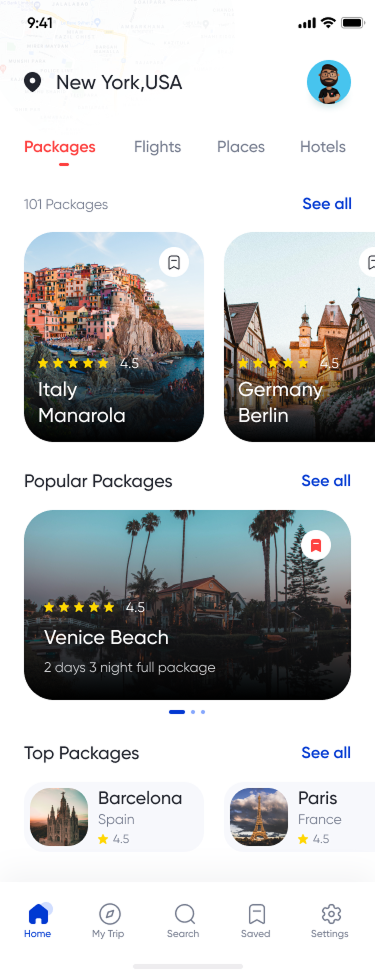 9:41
New York,USA
Packages Flights Places Hotels
101 Packages See all
4.5 4.5
Italy Germany
Manarola Berlin
Popular Packages See all
4.5
Venice Beach
2 days 3 night full package
Top Packages See all
Barcelona Paris
Spain France
4.5 4.5
Home My Trip Search Saved Settings